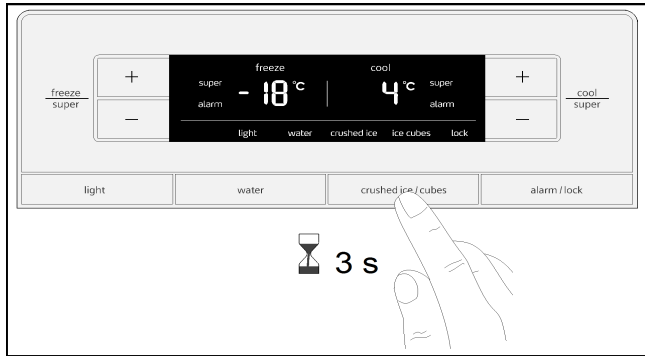 freeze
super
+
—
freeze
super
alarm
- 18 °C
cool
4 °C
super
alarm
light water crushed ice ice cubes lock
+
—
cool
super
light
water
crushed ice / cubes
alarm / lock
3 s